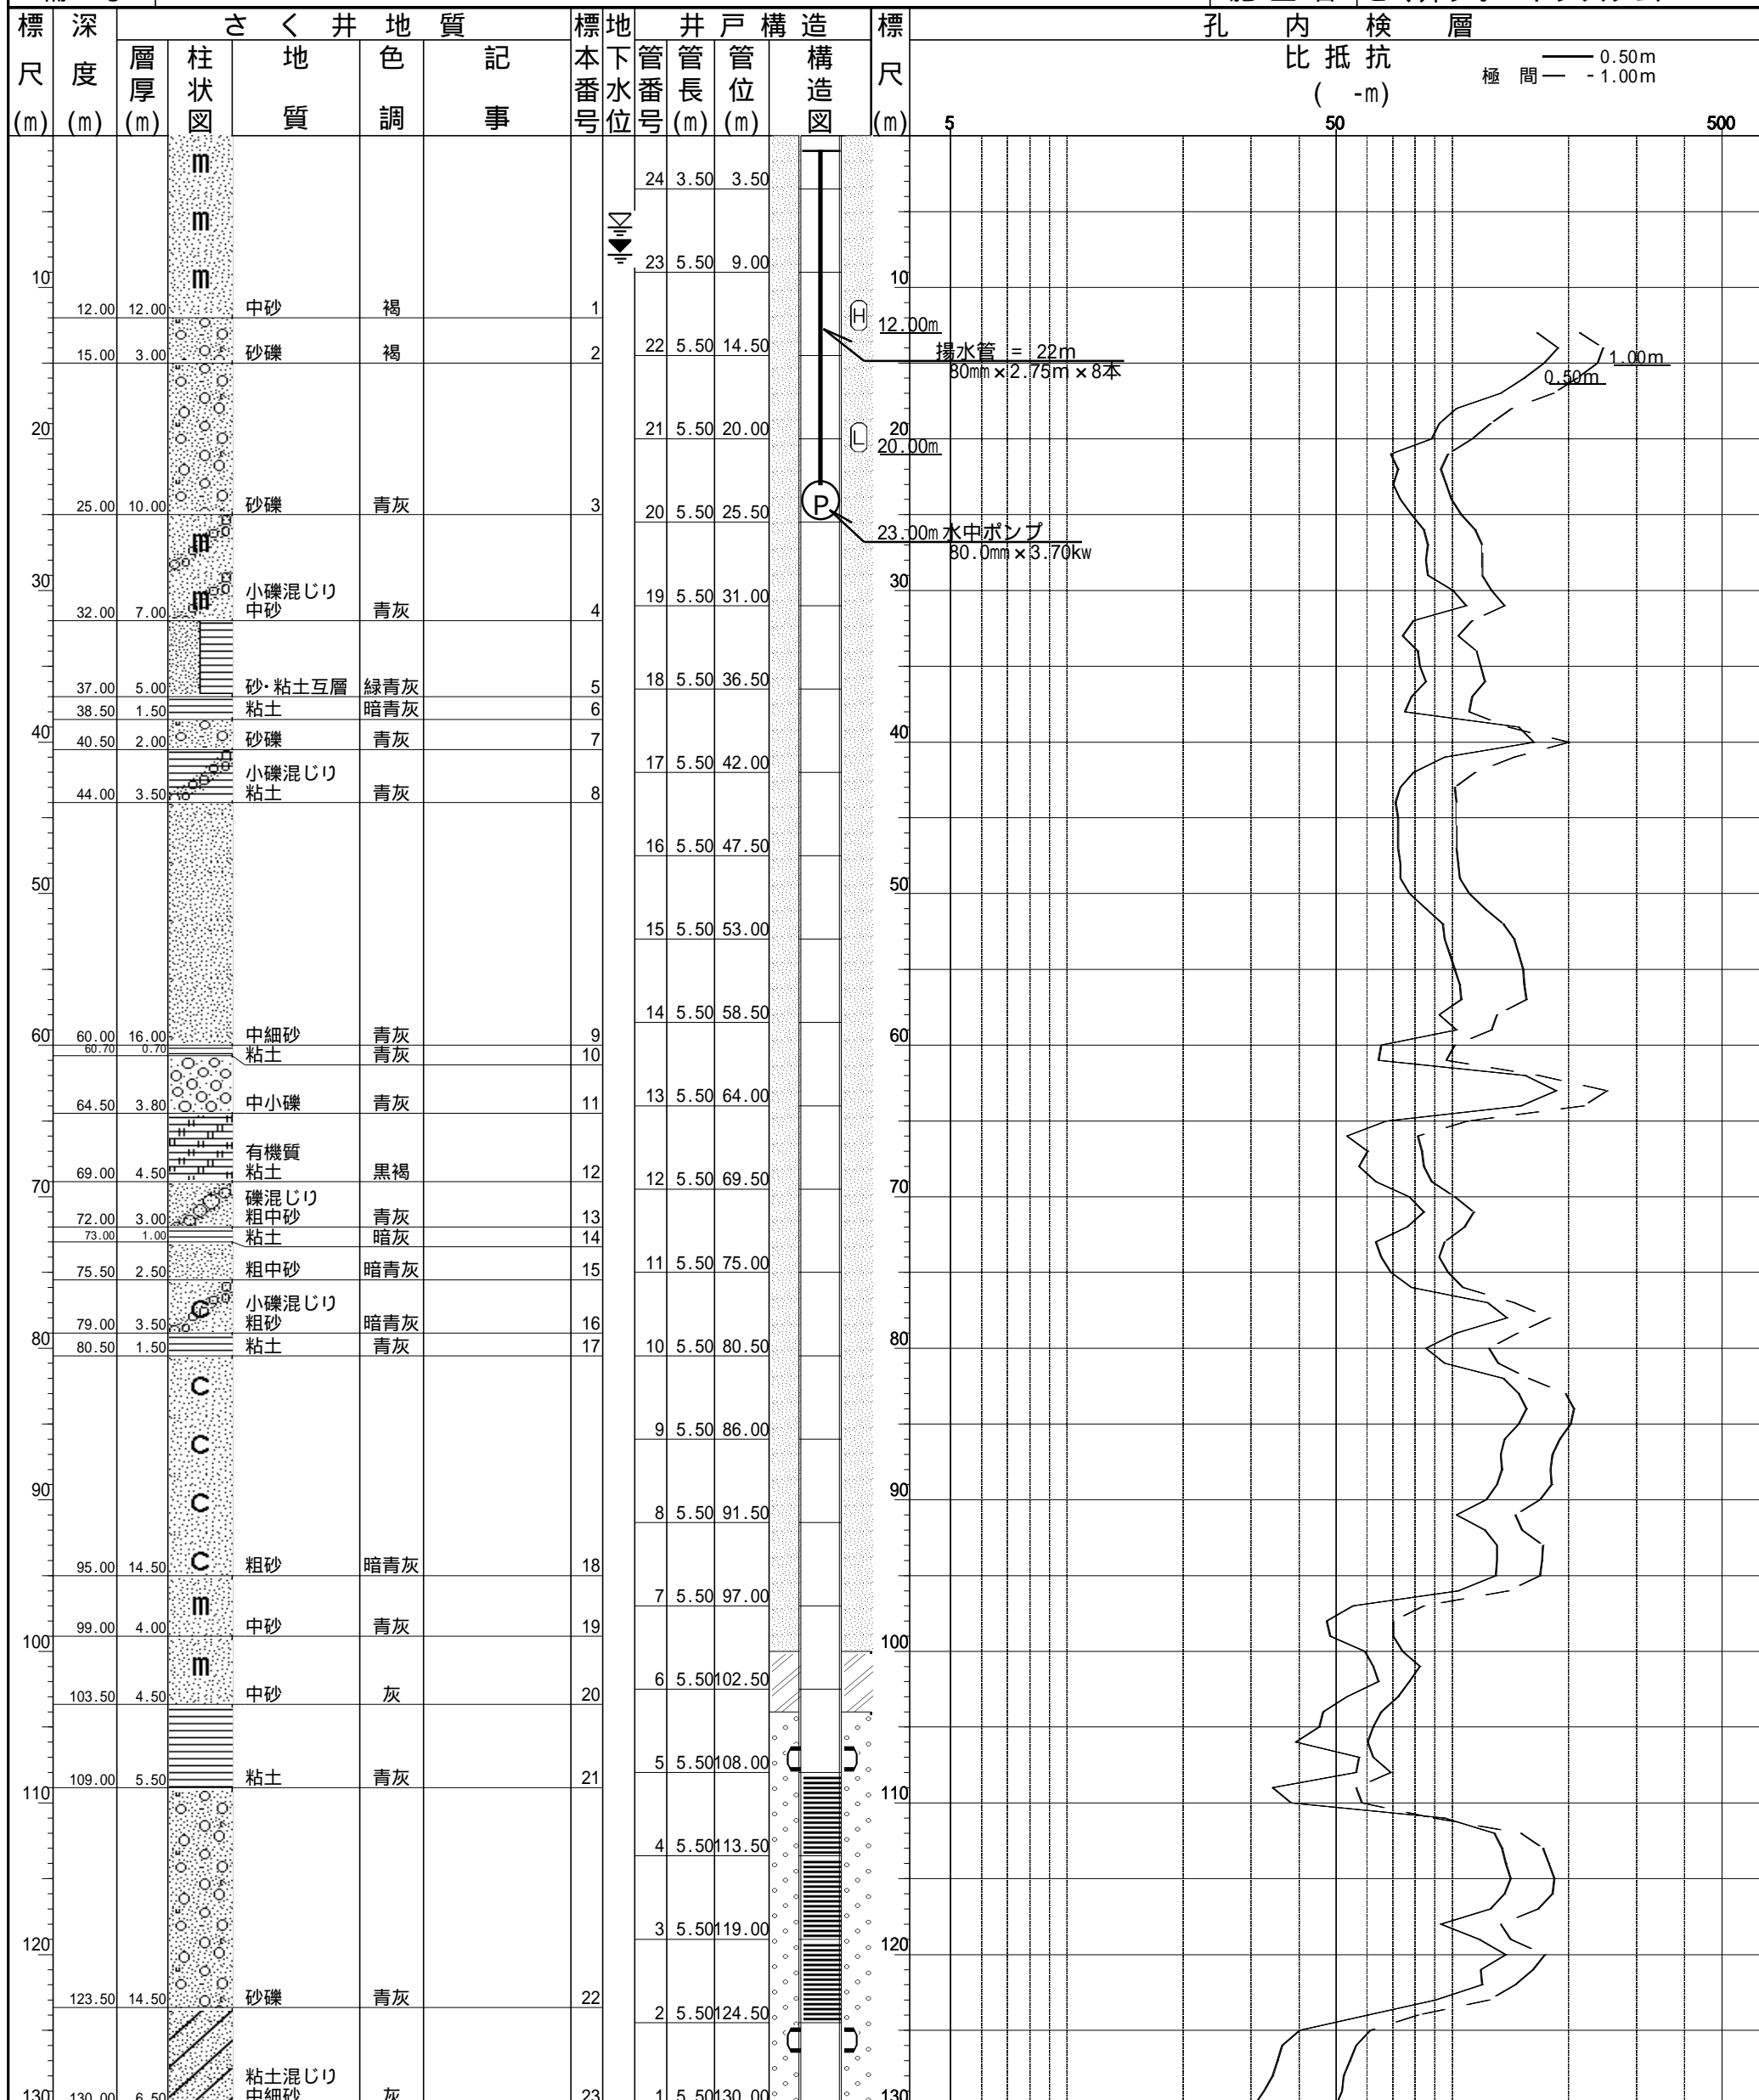 さく井地質
井戸構造
孔内検層
標尺(m)
深度(m)
層厚(m)
柱状図
地質
色調
記事
標本番号
地下水位
管番号
管長(m)
管位(m)
構造図
標尺(m)
比抵抗
( -m)
0.50m
極 間 - 1.00m
5 50 500
12.00 12.00 m m m 中砂 褐 1
15.00 3.00 砂礫 褐 2
25.00 10.00 砂礫 青灰 3
32.00 7.00 m m 小礫混じり
中砂 青灰 4
37.00 5.00 砂・粘土互層 緑青灰 5
38.50 1.50 粘土 暗青灰 6
40.50 2.00 砂礫 青灰 7
44.00 3.50 小礫混じり
粘土 青灰 8
60.00 16.00 中細砂 青灰 9
60.70 0.70 粘土 青灰 10
64.50 3.80 中小礫 青灰 11
69.00 4.50 有機質
粘土 黒褐 12
72.00 3.00 礫混じり
粗中砂 青灰 13
73.00 1.00 粘土 暗灰 14
75.50 2.50 粗中砂 暗青灰 15
79.00 3.50 C 小礫混じり
粗砂 暗青灰 16
80.50 1.50 粘土 青灰 17
95.00 14.50 C C C C 粗砂 暗青灰 18
99.00 4.00 m 中砂 青灰 19
103.50 4.50 m 中砂 灰 20
109.00 5.50 粘土 青灰 21
123.50 14.50 砂礫 青灰 22
130.00 6.50 粘土混じり
中細砂 灰 23
10
20
30
40
50
60
70
80
90
100
110
120
130
24 3.50 3.50
23 5.50 9.00
22 5.50 14.50
21 5.50 20.00
20 5.50 25.50
19 5.50 31.00
18 5.50 36.50
17 5.50 42.00
16 5.50 47.50
15 5.50 53.00
14 5.50 58.50
13 5.50 64.00
12 5.50 69.50
11 5.50 75.00
10 5.50 80.50
9 5.50 86.00
8 5.50 91.50
7 5.50 97.00
6 5.50 102.50
5 5.50 108.00
4 5.50 113.50
3 5.50 119.00
2 5.50 124.50
1 5.50 130.00
H
12.00m
揚水管 = 22m
80mm×2.75m×8本
L
20.00m
P
23.00m 水中ポンプ
80.0mm×3.70kw
10
20
30
40
50
60
70
80
90
100
110
120
130
1.00m
0.50m